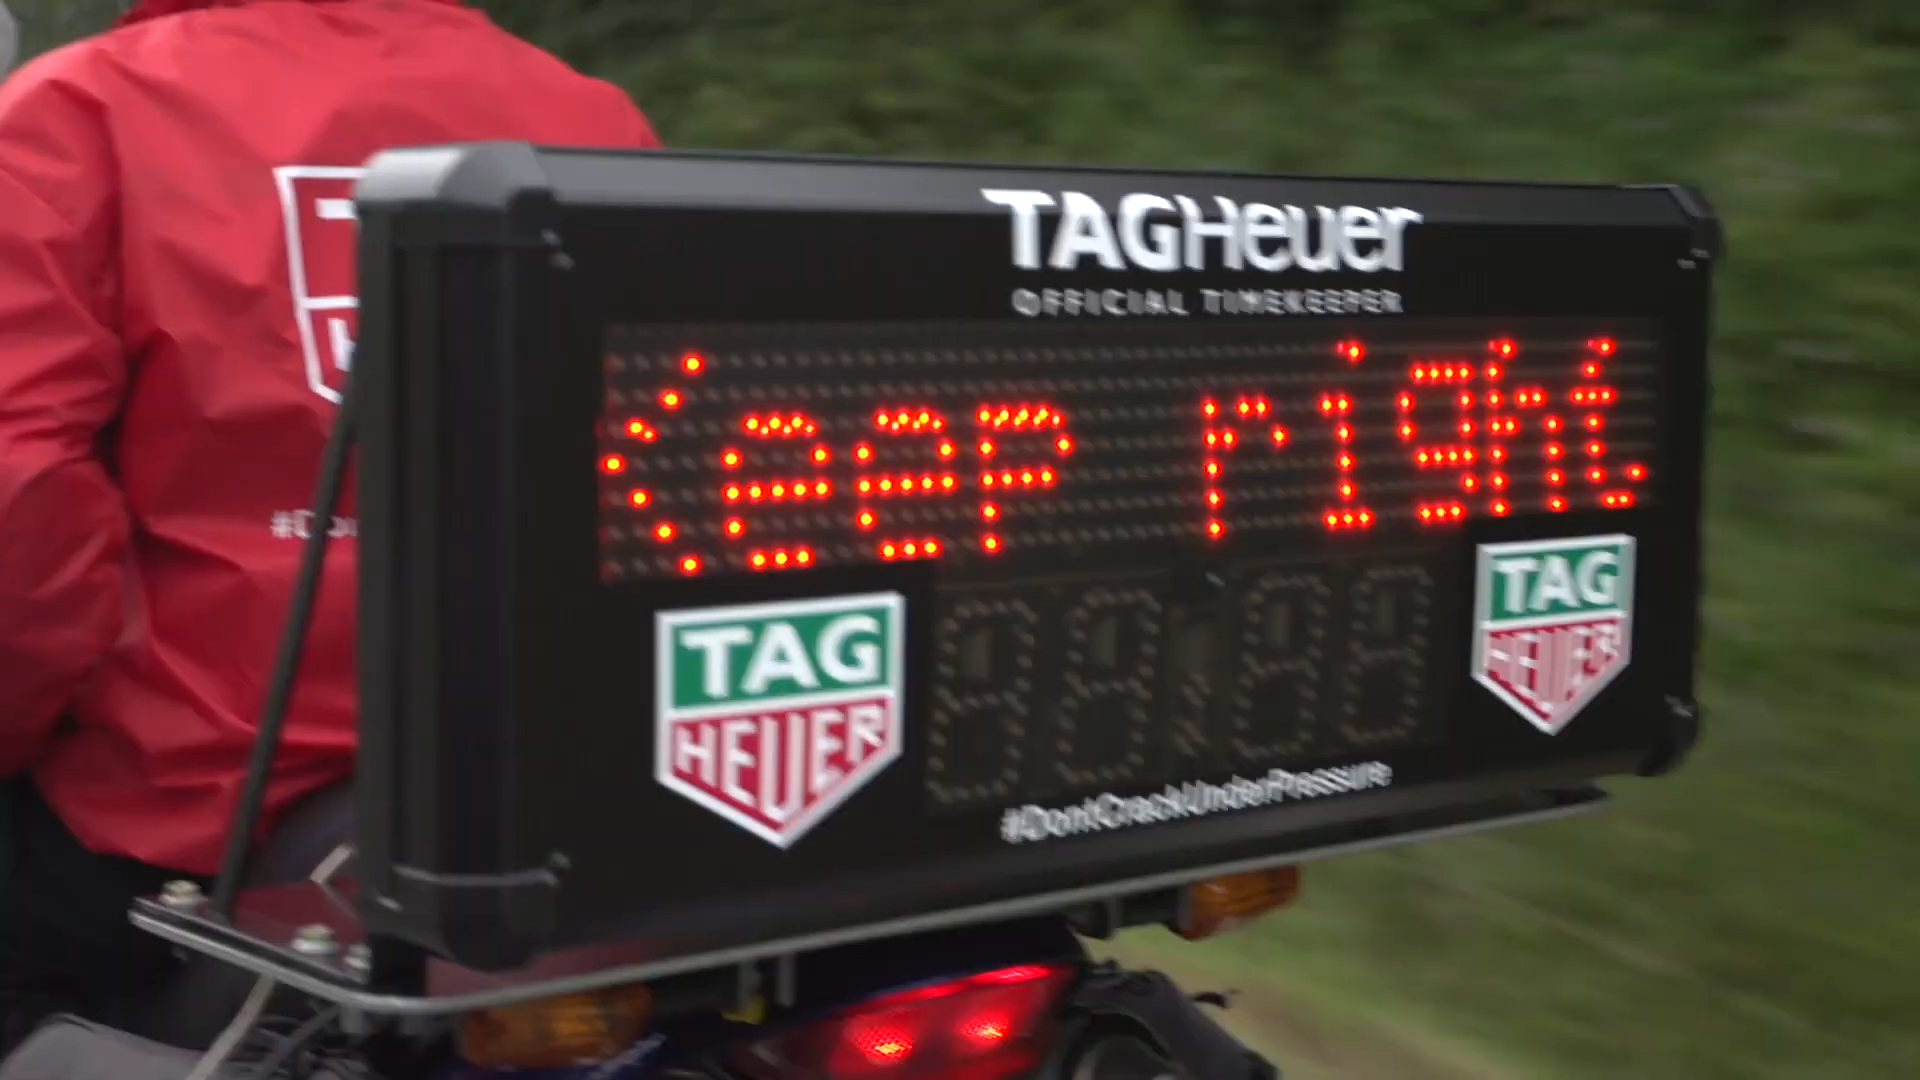 TAGHeuer
OFFICIAL TIMEKEEPER
Keep right
TAG
HEUER
TAG
HEUER
#DontCrackUnderPressure